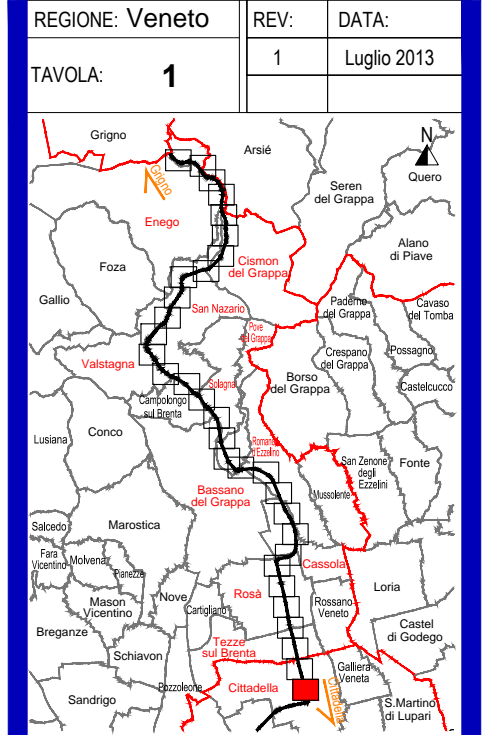 REGIONE: Veneto
REV:
DATA:
TAVOLA: 1
1
Luglio 2013
Grigno
Arsié
N
Quero
Grigno
Seren
del Grappa
Enego
Alano
di Piave
Cismon
del Grappa
Foza
Gallio
San Nazario
Paderno
del Grappa
Cavaso
del Tomba
Pove
del Grappa
Crespano
del Grappa
Possagno
Valstagna
Solagna
Borso
del Grappa
Castelcucco
Campolongo
sul Brenta
Lusiana
Conco
Romano
d'Ezzelino
San Zenone
degli
Ezzelini
Fonte
Bassano
del Grappa
Mussolente
Salcedo
Marostica
Fara
Vicentino
Molvena
Pianezze
Cassola
Loria
Mason
Vicentino
Nove
Cartigliano
Rosà
Rossano
Veneto
Breganze
Castel
di Godego
Schiavon
Tezze
sul Brenta
Galliera
Veneta
Pozzoleone
Cittadella
Sandrigo
Cittadella
S.Martino
di Lupari